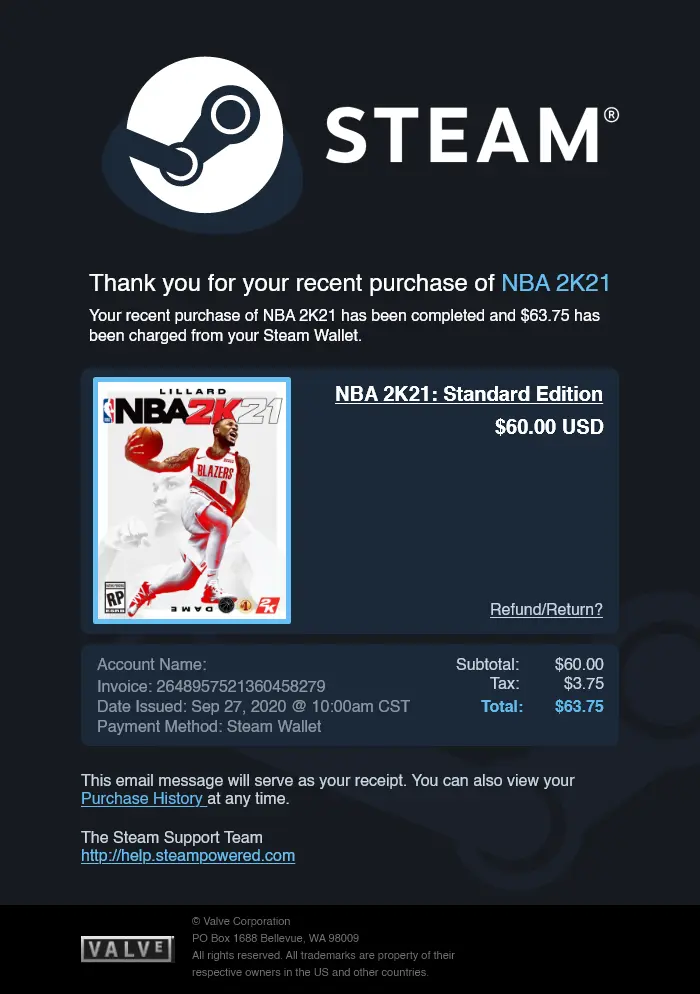 STEAM®
Thank you for your recent purchase of NBA 2K21
Your recent purchase of NBA 2K21 has been completed and $63.75 has
been charged from your Steam Wallet.
LILLARD
NBA2K21
BLAZERS
0
RP
DAME
2K
NBA 2K21: Standard Edition
$60.00 USD
Refund/Return?
Account Name:
Invoice: 2648957521360458279
Date Issued: Sep 27, 2020 @ 10:00am CST
Payment Method: Steam Wallet
Subtotal: $60.00
Tax: $3.75
Total: $63.75
This email message will serve as your receipt. You can also view your
Purchase History at any time.
The Steam Support Team
http://help.steampowered.com
VALVE
© Valve Corporation
PO Box 1688 Bellevue, WA 98009
All rights reserved. All trademarks are property of their
respective owners in the US and other countries.